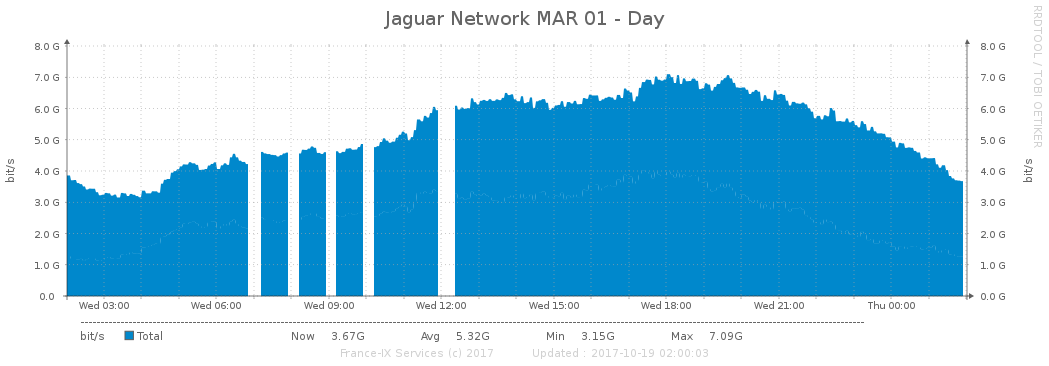 Jaguar Network MAR 01 - Day
RRDTOOL / TOBI OETIKER
bit/s
8.0 G
7.0 G
6.0 G
5.0 G
4.0 G
3.0 G
2.0 G
1.0 G
0.0
8.0 G
7.0 G
6.0 G
5.0 G
4.0 G
3.0 G
2.0 G
1.0 G
0.0 G
bit/s
Wed 03:00 Wed 06:00 Wed 09:00 Wed 12:00 Wed 15:00 Wed 18:00 Wed 21:00 Thu 00:00
bit/s Total Now 3.67G Avg 5.32G Min 3.15G Max 7.09G
France-IX Services (c) 2017 Updated : 2017-10-19 02:00:03